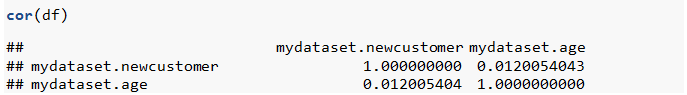 cor(df)
##                       mydataset.newcustomer mydataset.age
## mydataset.newcustomer           1.000000000  0.0120054043
## mydataset.age                   0.012005404  1.0000000000